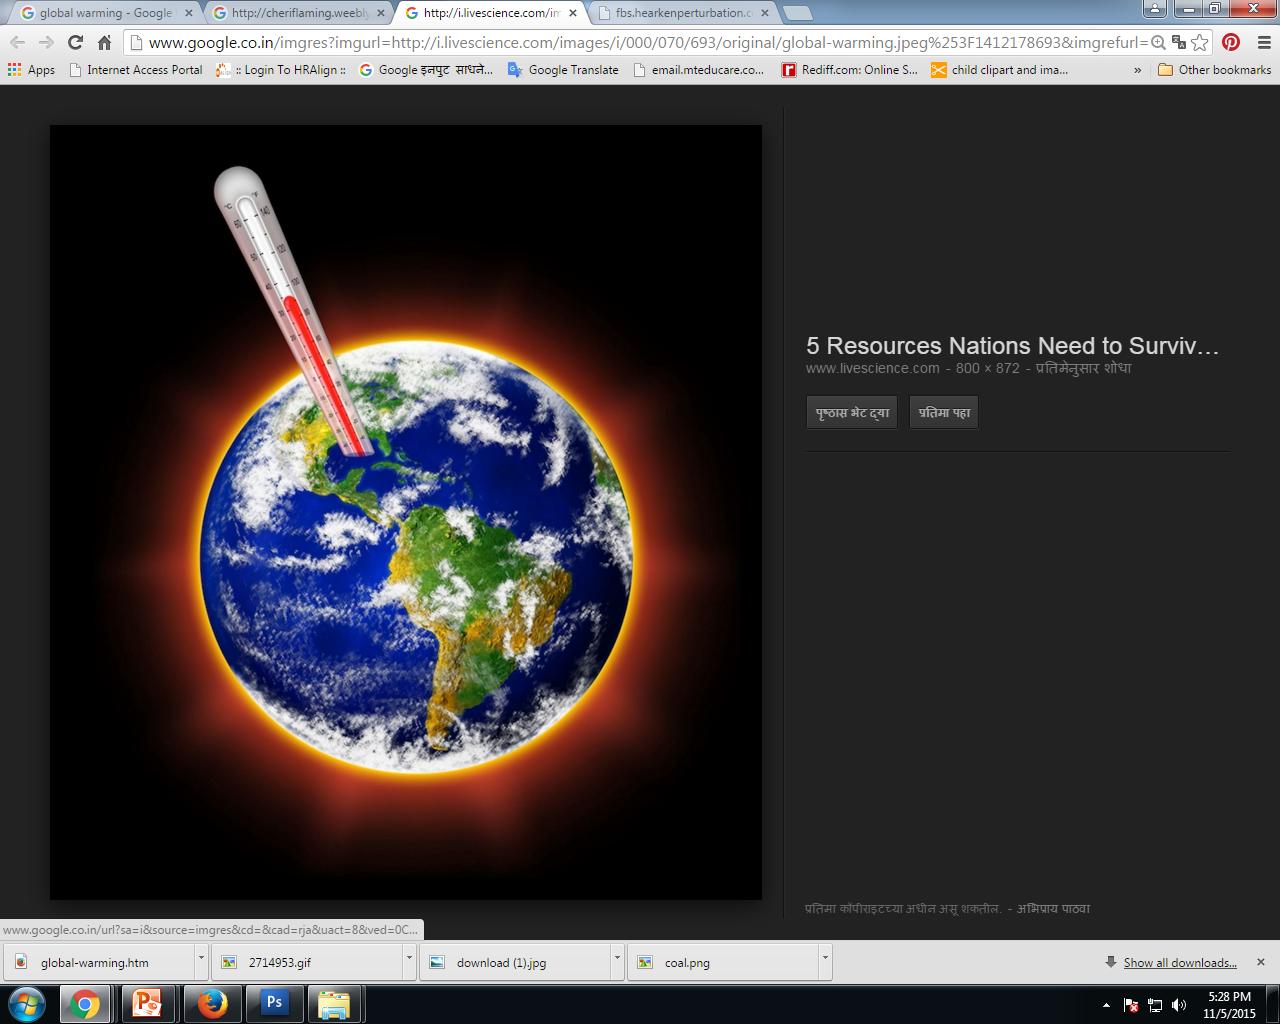 global warming - Google
http://cheriflaming.weebly
http://i.livescience.com/im
fbs.hearkenperturbation.c
www.google.co.in/imgres?imgurl=http://i.livescience.com/images/i/000/070/693/original/global-warming.jpeg%253F1412178693&imgrefurl=
Apps
Internet Access Portal
:: Login To HRAlign ::
Google इनपुट साधने...
Google Translate
email.mteducare.co...
Rediff.com: Online S...
child clipart and ima...
»
Other bookmarks
°C °F
140
120
100
5 Resources Nations Need to Surviv...
www.livescience.com - 800 × 872 - प्रतिमेनुसार शोधा
पृष्ठास भेट द्या
प्रतिमा पहा
प्रतिमा कॉपीराइटच्या अधीन असू शकतील. - अभिप्राय पाठवा
www.google.co.in/url?sa=i&source=imgres&cd=&cad=rja&uact=8&ved=0C...
global-warming.htm
2714953.gif
download (1).jpg
coal.png
Show all downloads...
Ps
5:28 PM
11/5/2015